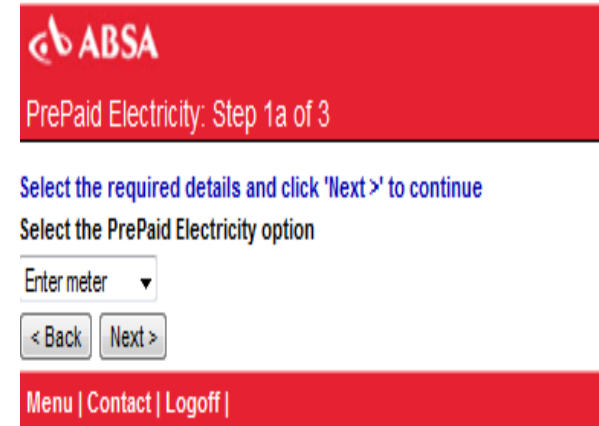 ABSA
PrePaid Electricity: Step 1a of 3
Select the required details and click 'Next >' to continue
Select the PrePaid Electricity option
Enter meter
< Back Next >
Menu | Contact | Logoff |